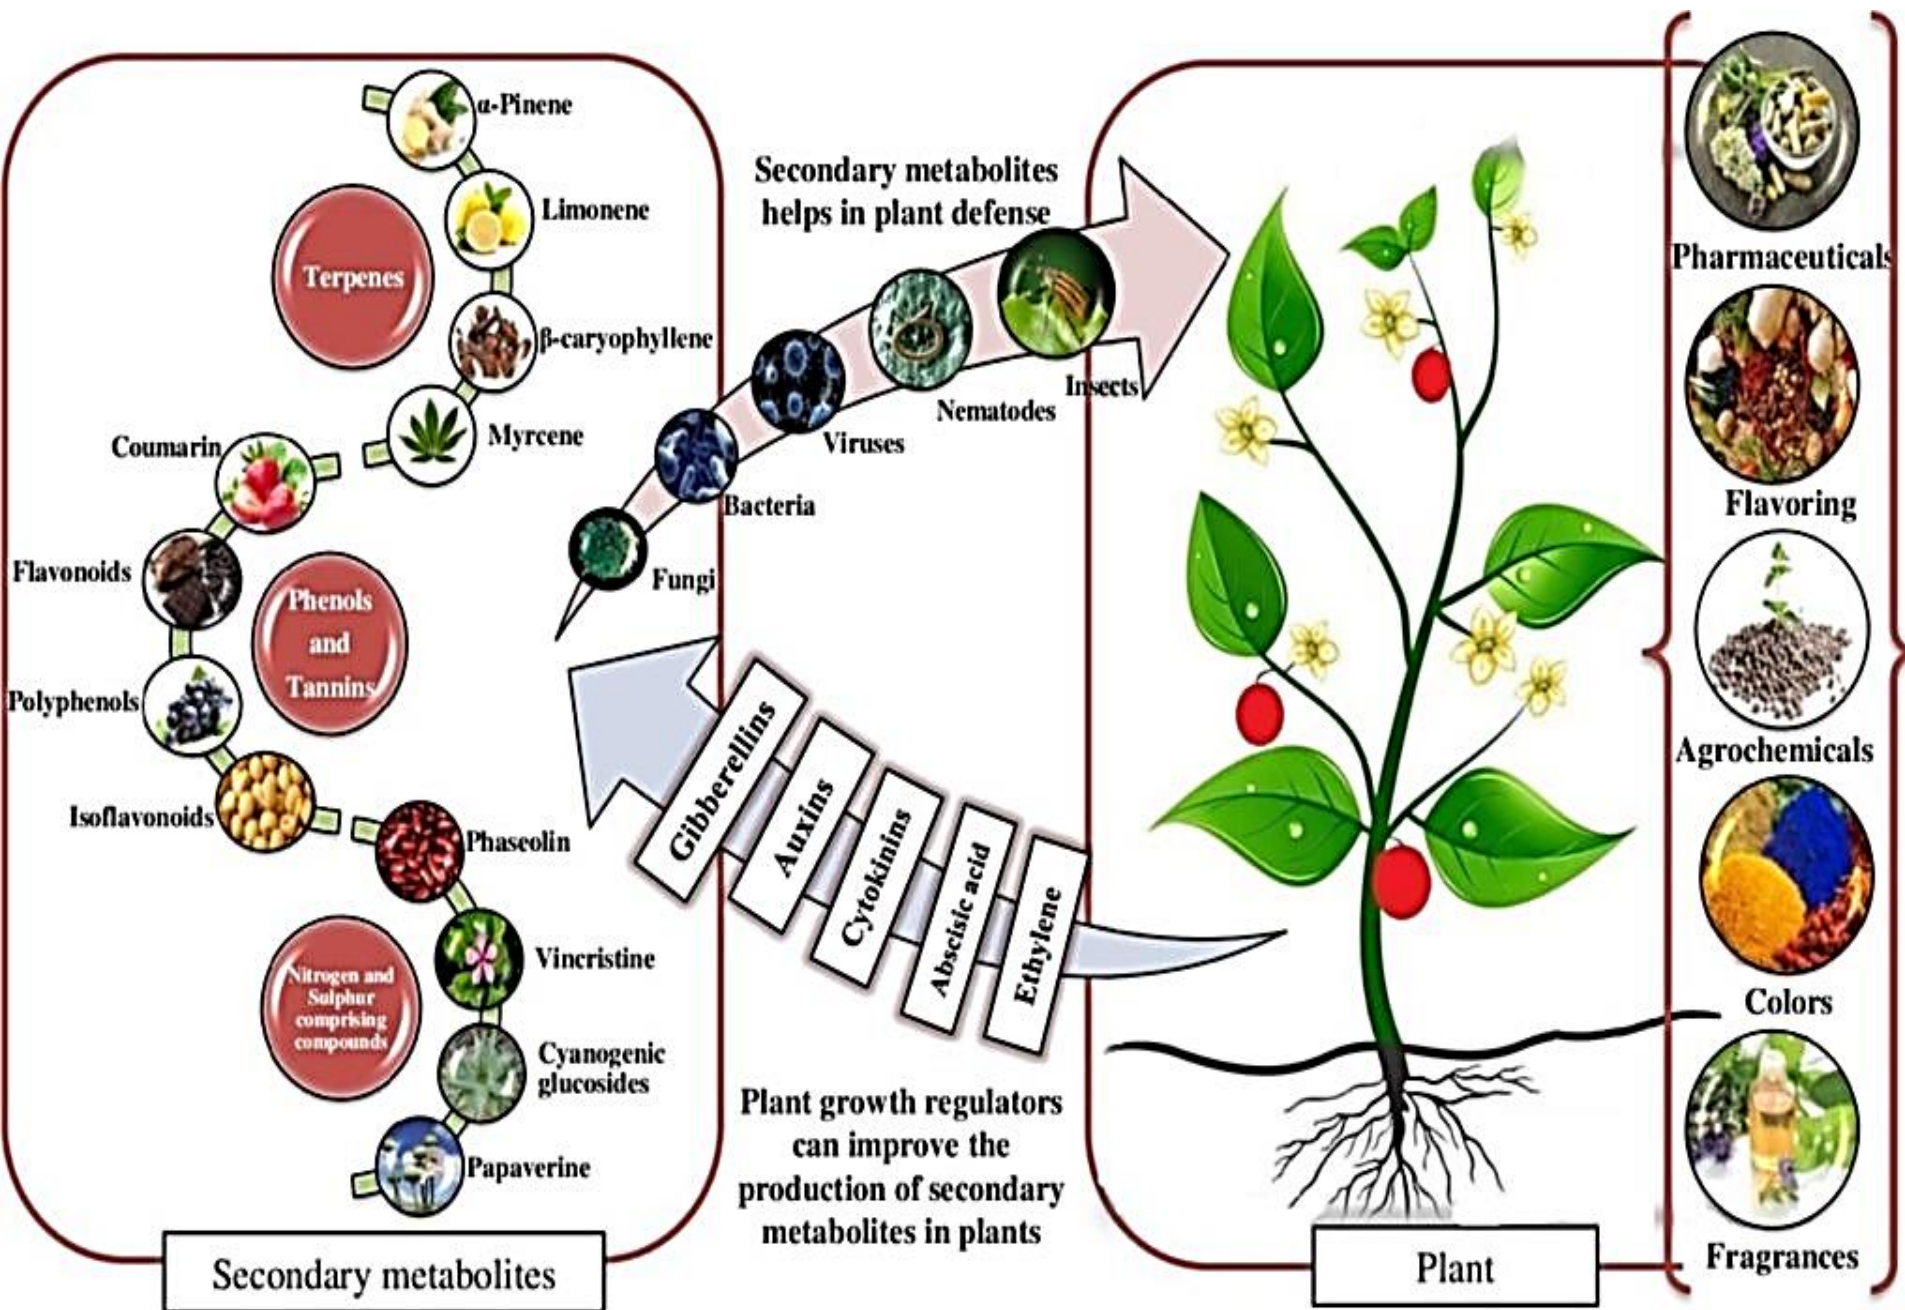 α-Pinene
Limonene
Terpenes
β-caryophyllene
Myrcene
Coumarin
Flavonoids
Phenols
and
Tannins
Polyphenols
Isoflavonoids
Phaseolin
Vincristine
Nitrogen and
Sulphur
comprising
compounds
Cyanogenic
glucosides
Papaverine
Secondary metabolites
Secondary metabolites
helps in plant defense
Insects
Nematodes
Viruses
Bacteria
Fungi
Gibberellins
Auxins
Cytokinins
Abscisic acid
Ethylene
Plant growth regulators
can improve the
production of secondary
metabolites in plants
Plant
Pharmaceuticals
Flavoring
Agrochemicals
Colors
Fragrances